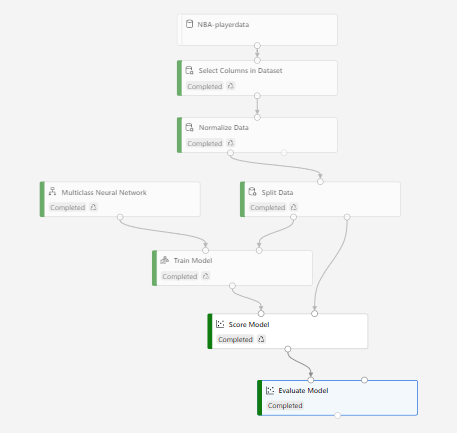 NBA-playerdata
Select Columns in Dataset
Completed
Normalize Data
Completed
Multiclass Neural Network
Completed
Split Data
Completed
Train Model
Completed
Score Model
Completed
Evaluate Model
Completed